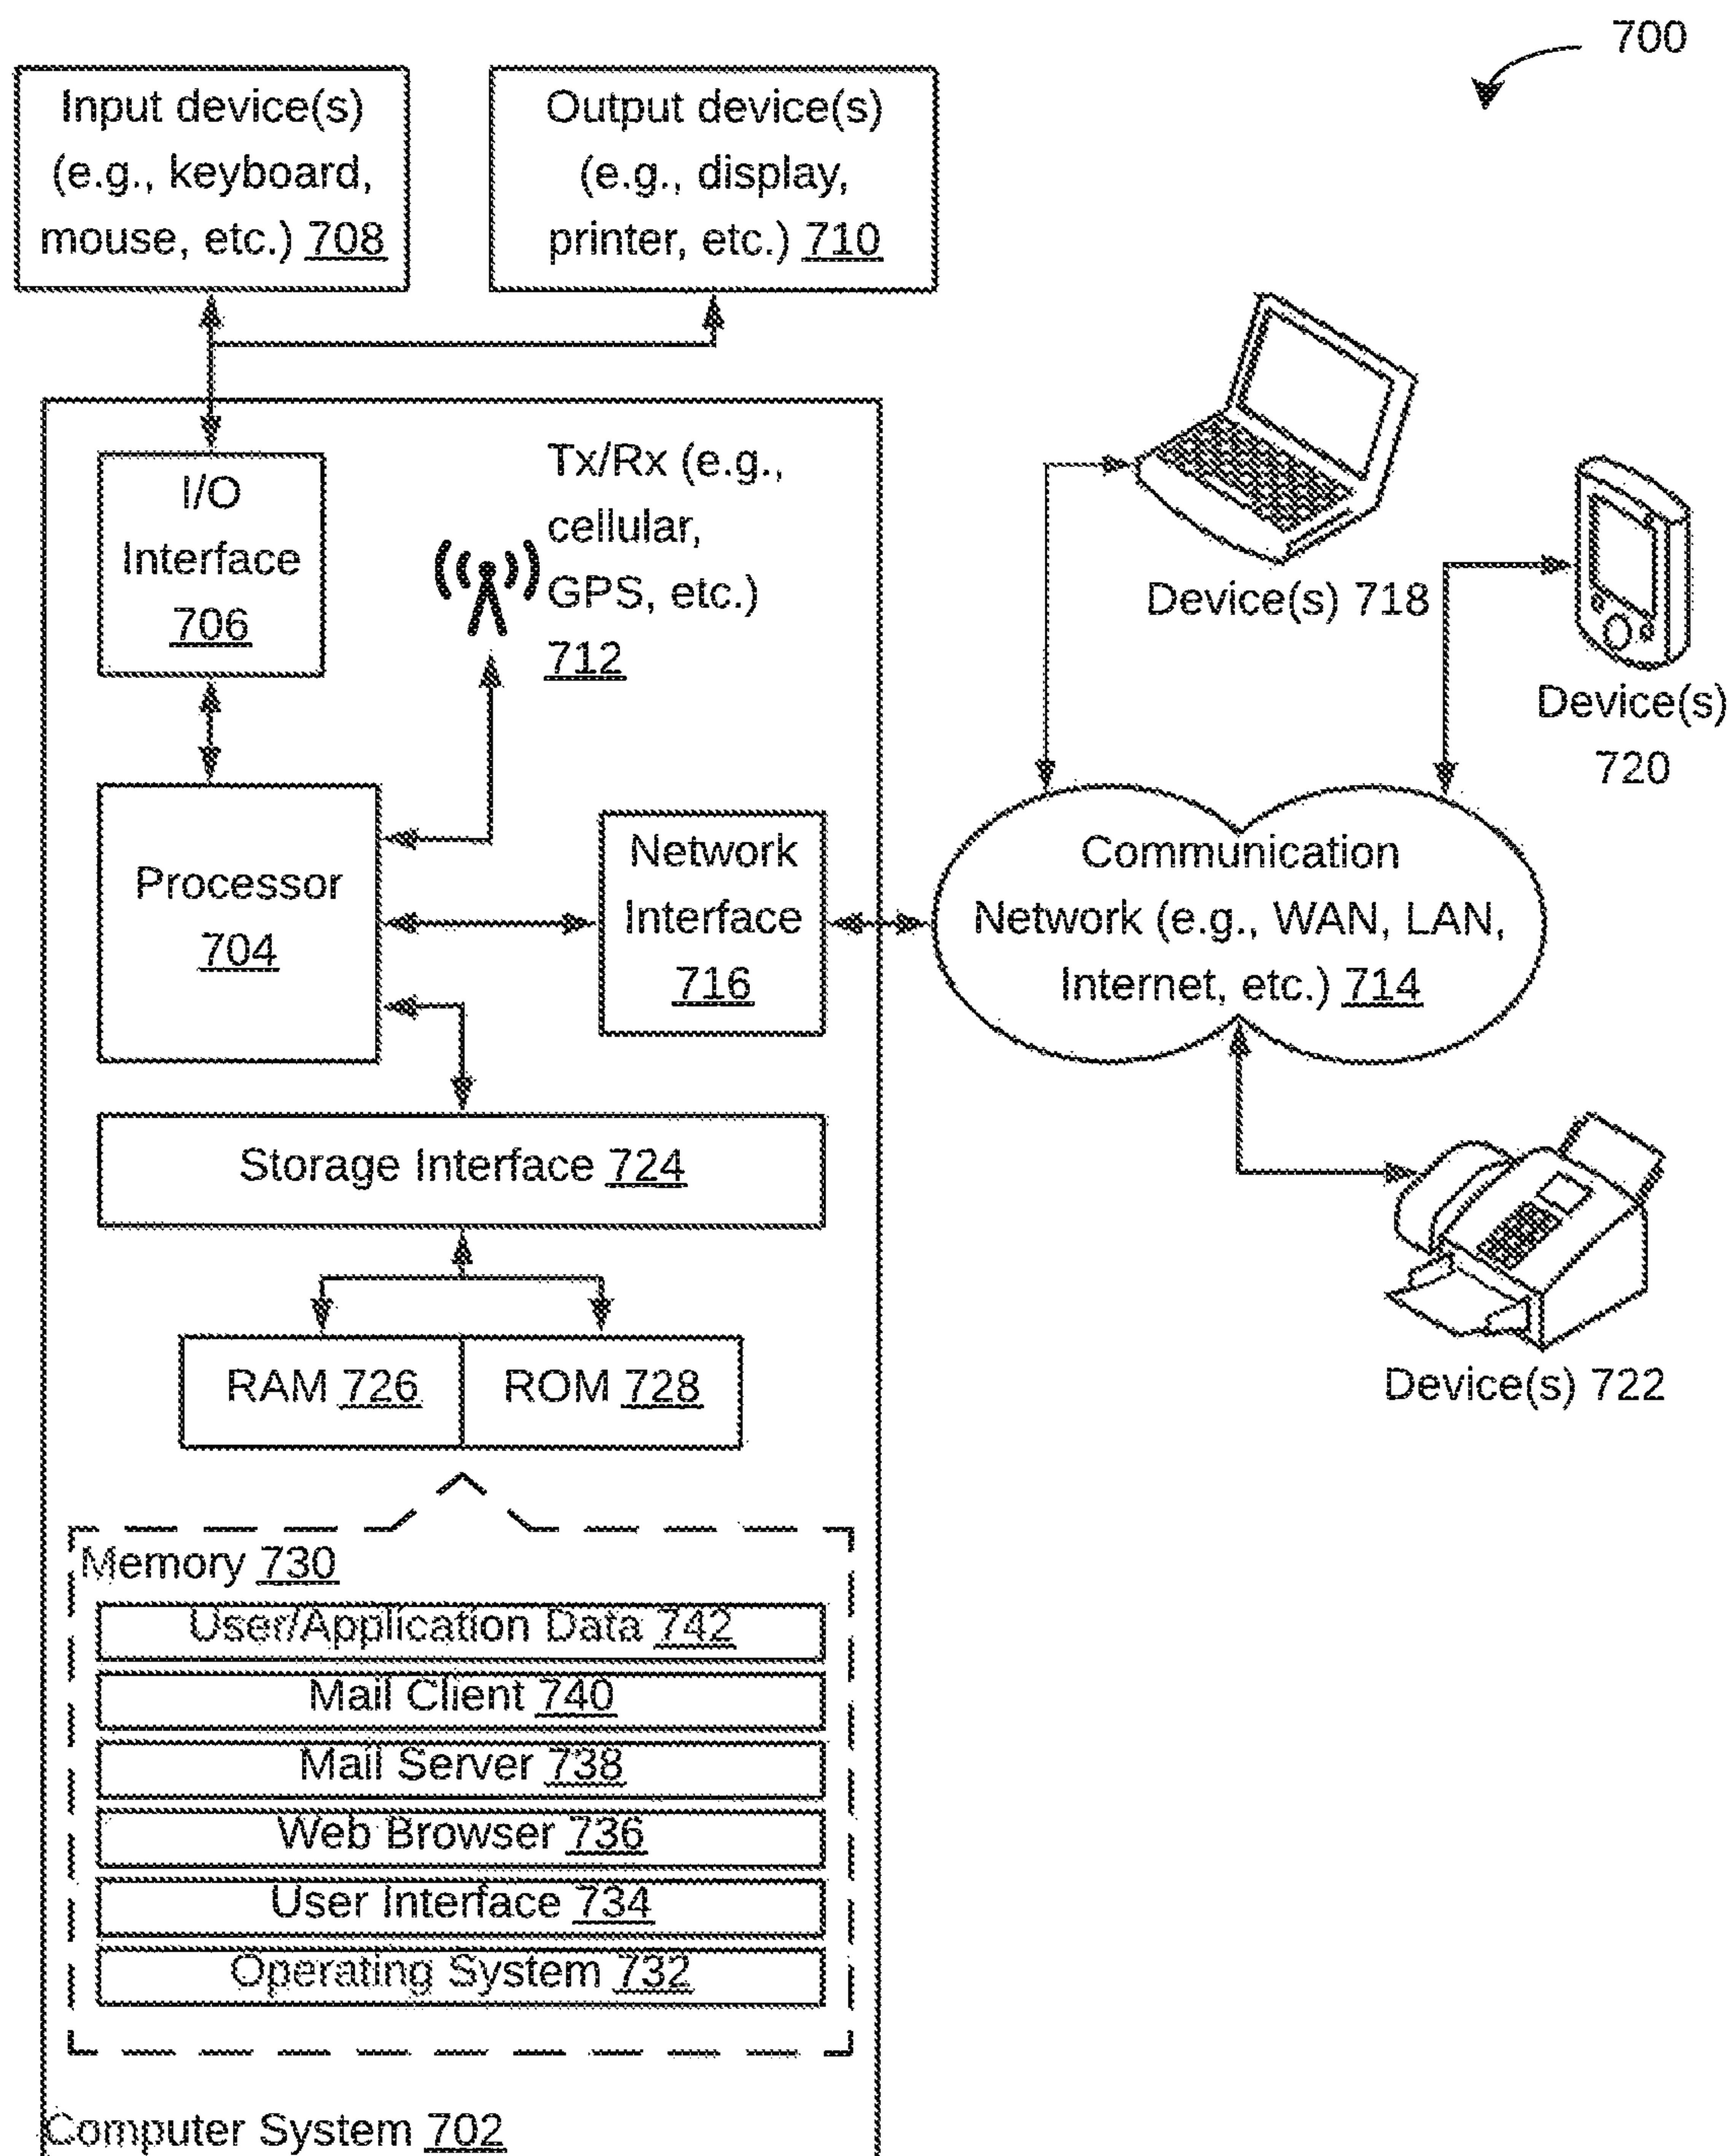 700
Input device(s)
(e.g., keyboard,
mouse, etc.) 708
Output device(s)
(e.g., display,
printer, etc.) 710
I/O
Interface
706
Tx/Rx (e.g.,
cellular,
GPS, etc.)
712
Device(s) 718
Device(s)
720
Processor
704
Network
Interface
716
Communication
Network (e.g., WAN, LAN,
Internet, etc.) 714
Storage Interface 724
RAM 726
ROM 728
Device(s) 722
Memory 730
User/Application Data 742
Mail Client 740
Mail Server 738
Web Browser 736
User Interface 734
Operating System 732
Computer System 702